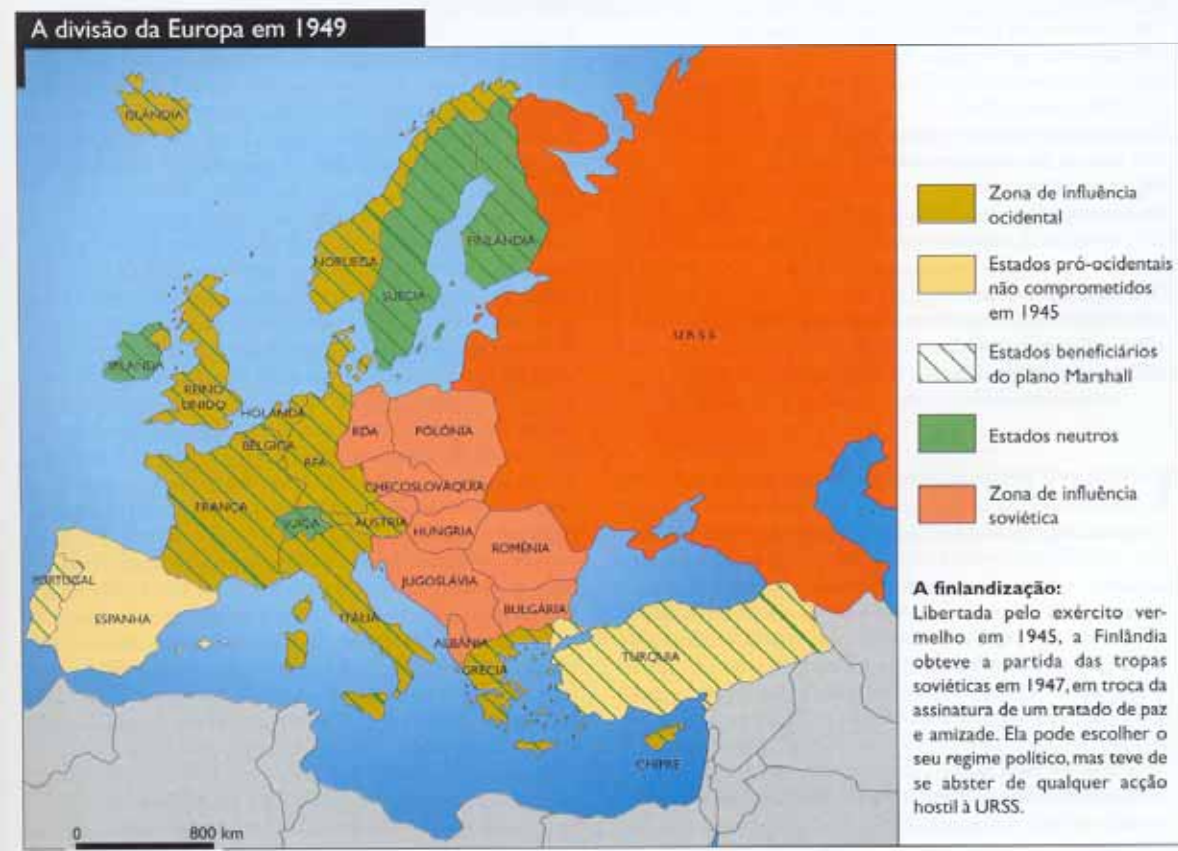 A divisão da Europa em 1949
ISLÂNDIA
NORUEGA
SUÉCIA
FINLÂNDIA
U R S S
IRLANDA
REINO
UNIDO
HOLANDA
BÉLGICA
RFA
RDA
POLÓNIA
CHECOSLOVÁQUIA
FRANÇA
SUÍÇA
ÁUSTRIA
HUNGRIA
ROMÉNIA
JUGOSLÁVIA
BULGÁRIA
PORTUGAL
ESPANHA
ITÁLIA
ALBÂNIA
GRÉCIA
TURQUIA
CHIPRE
0 800 km
Zona de influência
ocidental
Estados pró-ocidentais
não comprometidos
em 1945
Estados beneficiários
do plano Marshall
Estados neutros
Zona de influência
soviética
A finlandização:
Libertada pelo exército ver-
melho em 1945, a Finlândia
obteve a partida das tropas
soviéticas em 1947, em troca da
assinatura de um tratado de paz
e amizade. Ela pode escolher o
seu regime político, mas teve de
se abster de qualquer acção
hostil à URSS.